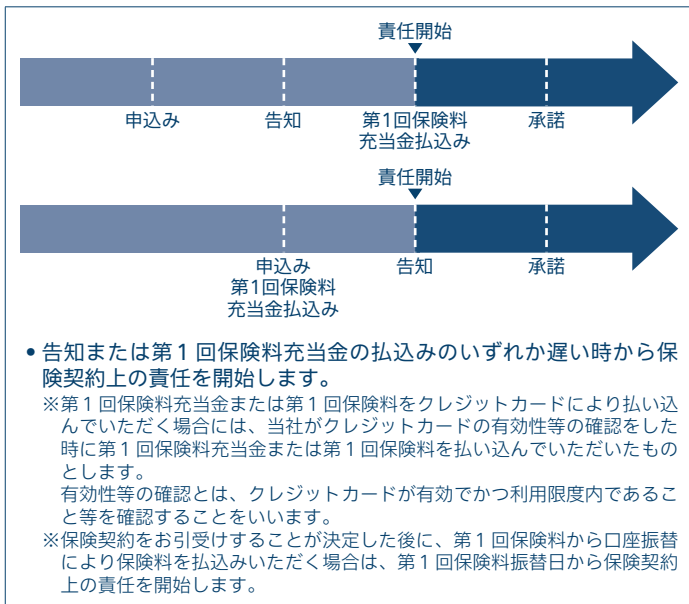 責任開始
申込み 告知 第1回保険料 承諾
充当金払込み
責任開始
申込み 告知 承諾
第1回保険料
充当金払込み
•告知または第1回保険料充当金の払込みのいずれか遅い時から保
険契約上の責任を開始します。
※第1回保険料充当金または第1回保険料をクレジットカードにより払い込
んでいただく場合には、当社がクレジットカードの有効性等の確認をした
時に第1回保険料充当金または第1回保険料を払い込んでいただいたもの
とします。
有効性等の確認とは、クレジットカードが有効でかつ利用限度内であるこ
と等を確認することをいいます。
※保険契約をお引受けすることが決定した後に、第1回保険料から口座振替
により保険料を払込みいただく場合は、第1回保険料振替日から保険契約
上の責任を開始します。